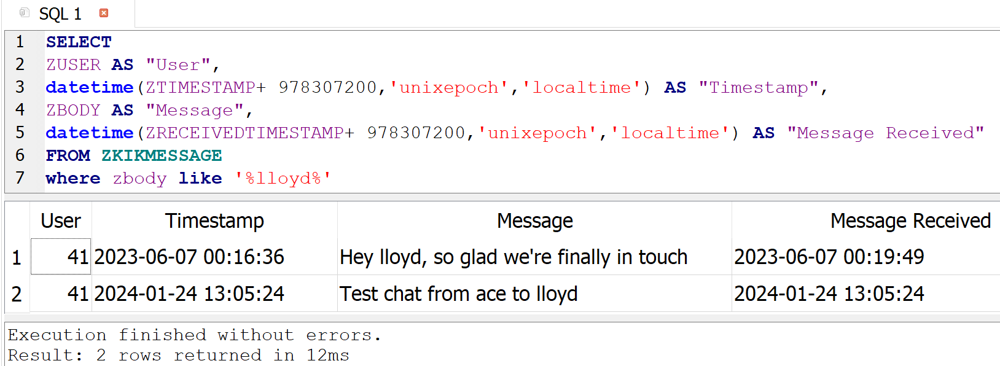 SQL 1
1 SELECT
2 ZUSER AS "User",
3 datetime(ZTIMESTAMP+ 978307200,'unixepoch','localtime') AS "Timestamp",
4 ZBODY AS "Message",
5 datetime(ZRECEIVEDTIMESTAMP+ 978307200,'unixepoch','localtime') AS "Message Received"
6 FROM ZKIKMESSAGE
7 where zbody like '%lloyd%'
User Timestamp Message Message Received
1 41 2023-06-07 00:16:36 Hey lloyd, so glad we're finally in touch 2023-06-07 00:19:49
2 41 2024-01-24 13:05:24 Test chat from ace to lloyd 2024-01-24 13:05:24
Execution finished without errors.
Result: 2 rows returned in 12ms